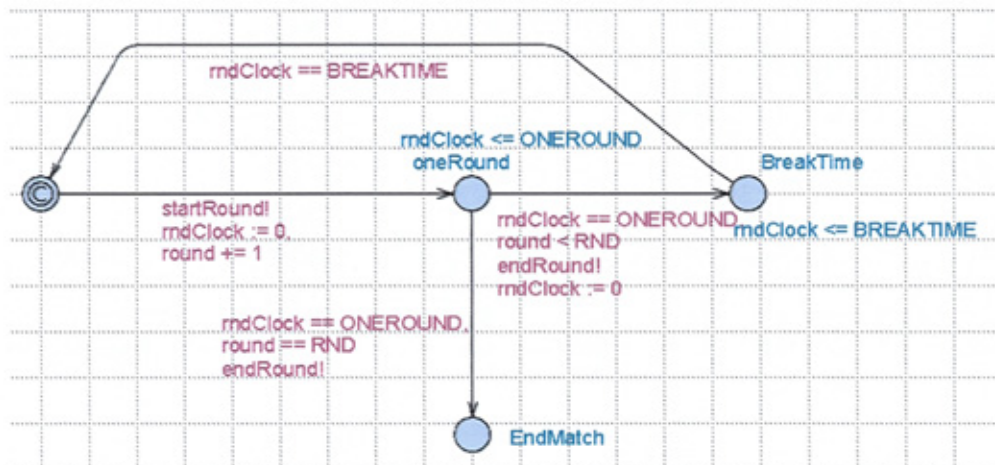 rndClock == BREAKTIME
rndClock <= ONEROUND
oneRound
BreakTime
C
startRound!
rndClock := 0,
round += 1
rndClock == ONEROUND,
round < RND
endRound!
rndClock := 0
rndClock <= BREAKTIME
rndClock == ONEROUND,
round == RND
endRound!
EndMatch